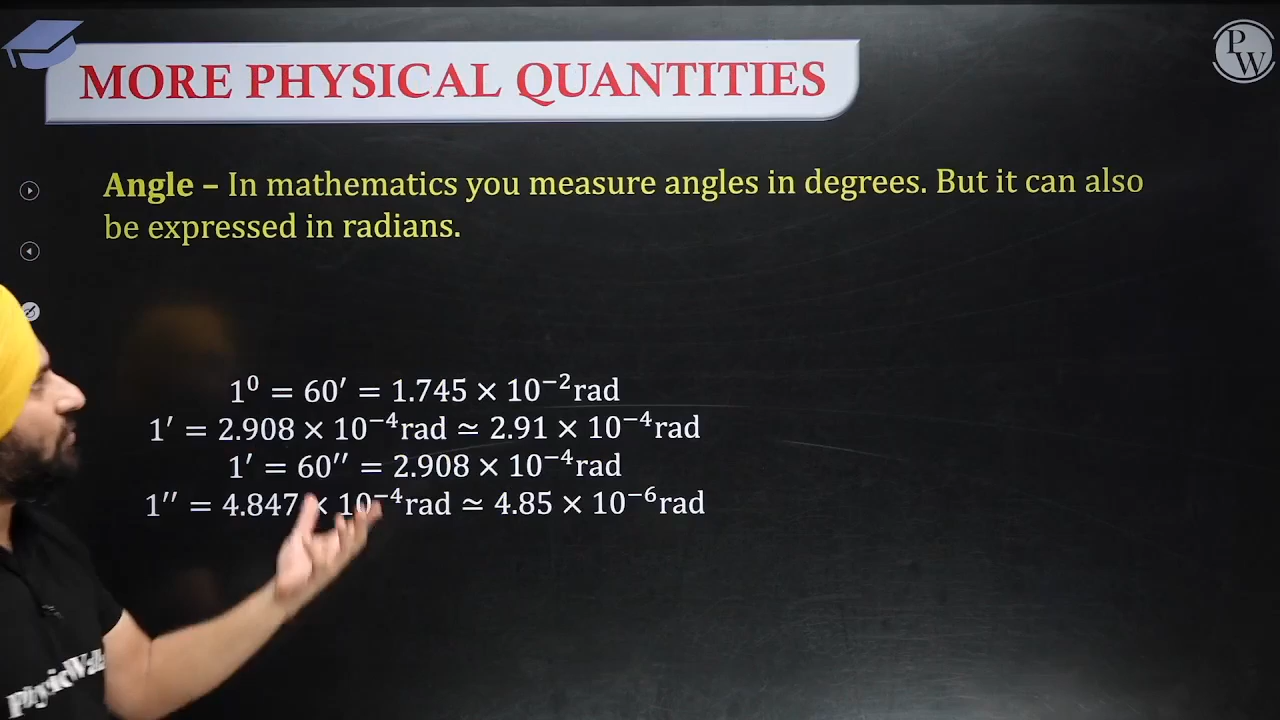 MORE PHYSICAL QUANTITIES
PW
Angle – In mathematics you measure angles in degrees. But it can also
be expressed in radians.
1⁰ = 60′ = 1.745 × 10⁻²rad
1′ = 2.908 × 10⁻⁴rad ≃ 2.91 × 10⁻⁴rad
1′ = 60′′ = 2.908 × 10⁻⁴rad
1′′ = 4.847 × 10⁻⁴rad ≃ 4.85 × 10⁻⁶rad